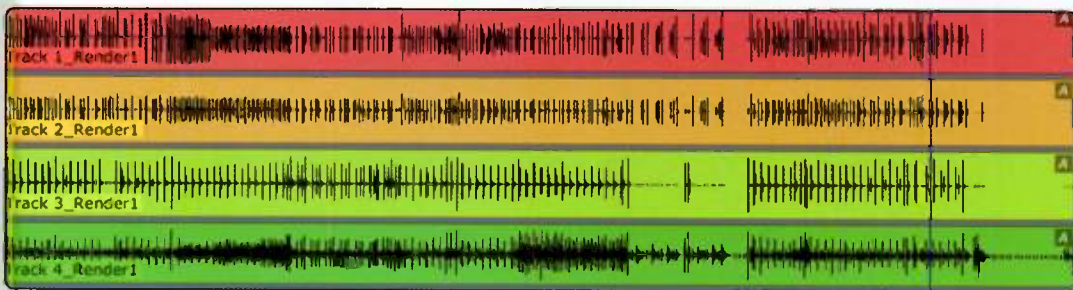 A
Track 1_Render1
A
Track 2_Render1
A
Track 3_Render1
A
Track 4_Render1